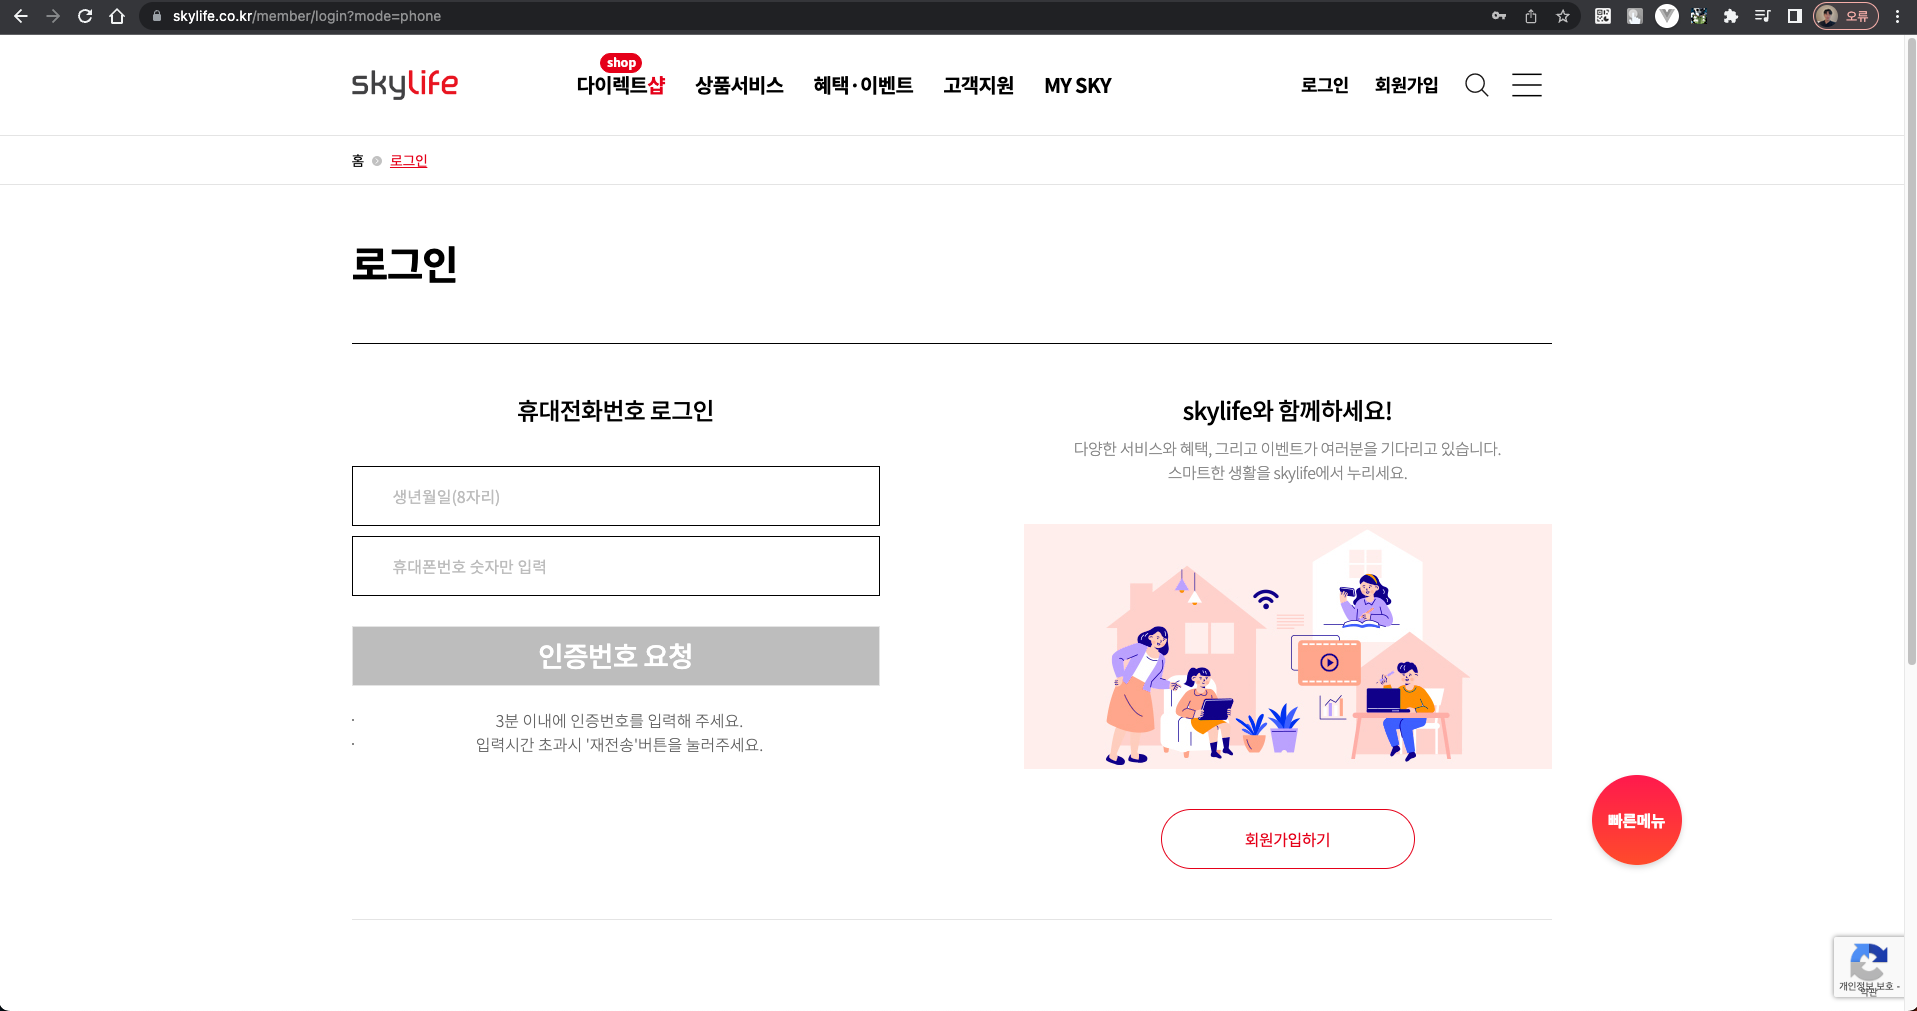 skylife.co.kr/member/login?mode=phone
오류
skylife
shop
다이렉트샵
상품서비스
혜택·이벤트
고객지원
MY SKY
로그인
회원가입
홈
로그인
로그인
휴대전화번호 로그인
생년월일(8자리)
휴대폰번호 숫자만 입력
인증번호 요청
· 3분 이내에 인증번호를 입력해 주세요.
· 입력시간 초과시 '재전송'버튼을 눌러주세요.
skylife와 함께하세요!
다양한 서비스와 혜택, 그리고 이벤트가 여러분을 기다리고 있습니다.
스마트한 생활을 skylife에서 누리세요.
회원가입하기
빠른메뉴
개인정보 보호 -
약관